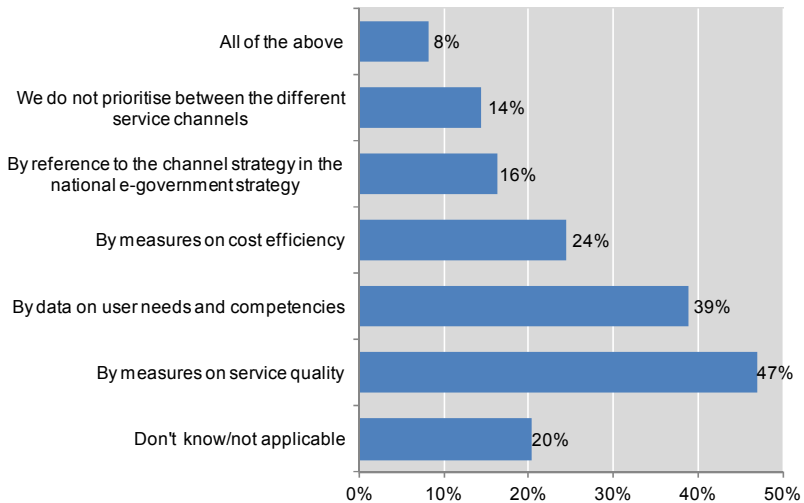 All of the above
8%
We do not prioritise between the different
service channels
14%
By reference to the channel strategy in the
national e-government strategy
16%
By measures on cost efficiency
24%
By data on user needs and competencies
39%
By measures on service quality
47%
Don't know/not applicable
20%
0% 10% 20% 30% 40% 50%